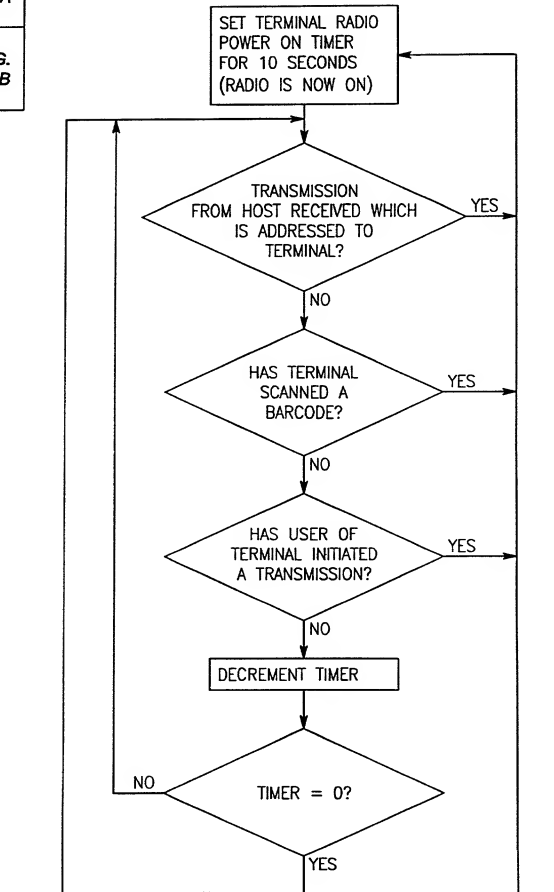 G.
B
SET TERMINAL RADIO
POWER ON TIMER
FOR 10 SECONDS
(RADIO IS NOW ON)
TRANSMISSION
FROM HOST RECEIVED WHICH
IS ADDRESSED TO
TERMINAL?
YES
NO
HAS TERMINAL
SCANNED A
BARCODE?
YES
NO
HAS USER OF
TERMINAL INITIATED
A TRANSMISSION?
YES
NO
DECREMENT TIMER
TIMER = 0?
NO
YES